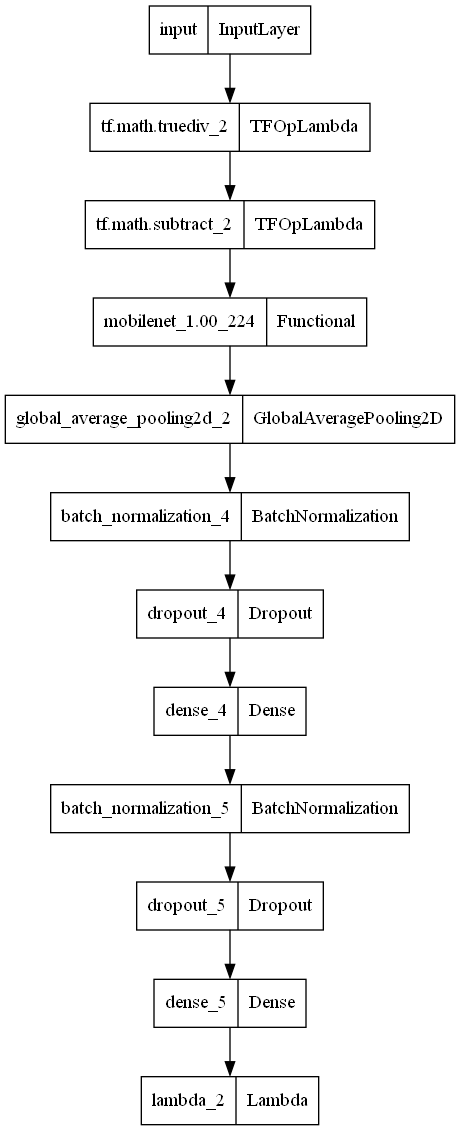 input InputLayer
tf.math.truediv_2 TFOpLambda
tf.math.subtract_2 TFOpLambda
mobilenet_1.00_224 Functional
global_average_pooling2d_2 GlobalAveragePooling2D
batch_normalization_4 BatchNormalization
dropout_4 Dropout
dense_4 Dense
batch_normalization_5 BatchNormalization
dropout_5 Dropout
dense_5 Dense
lambda_2 Lambda